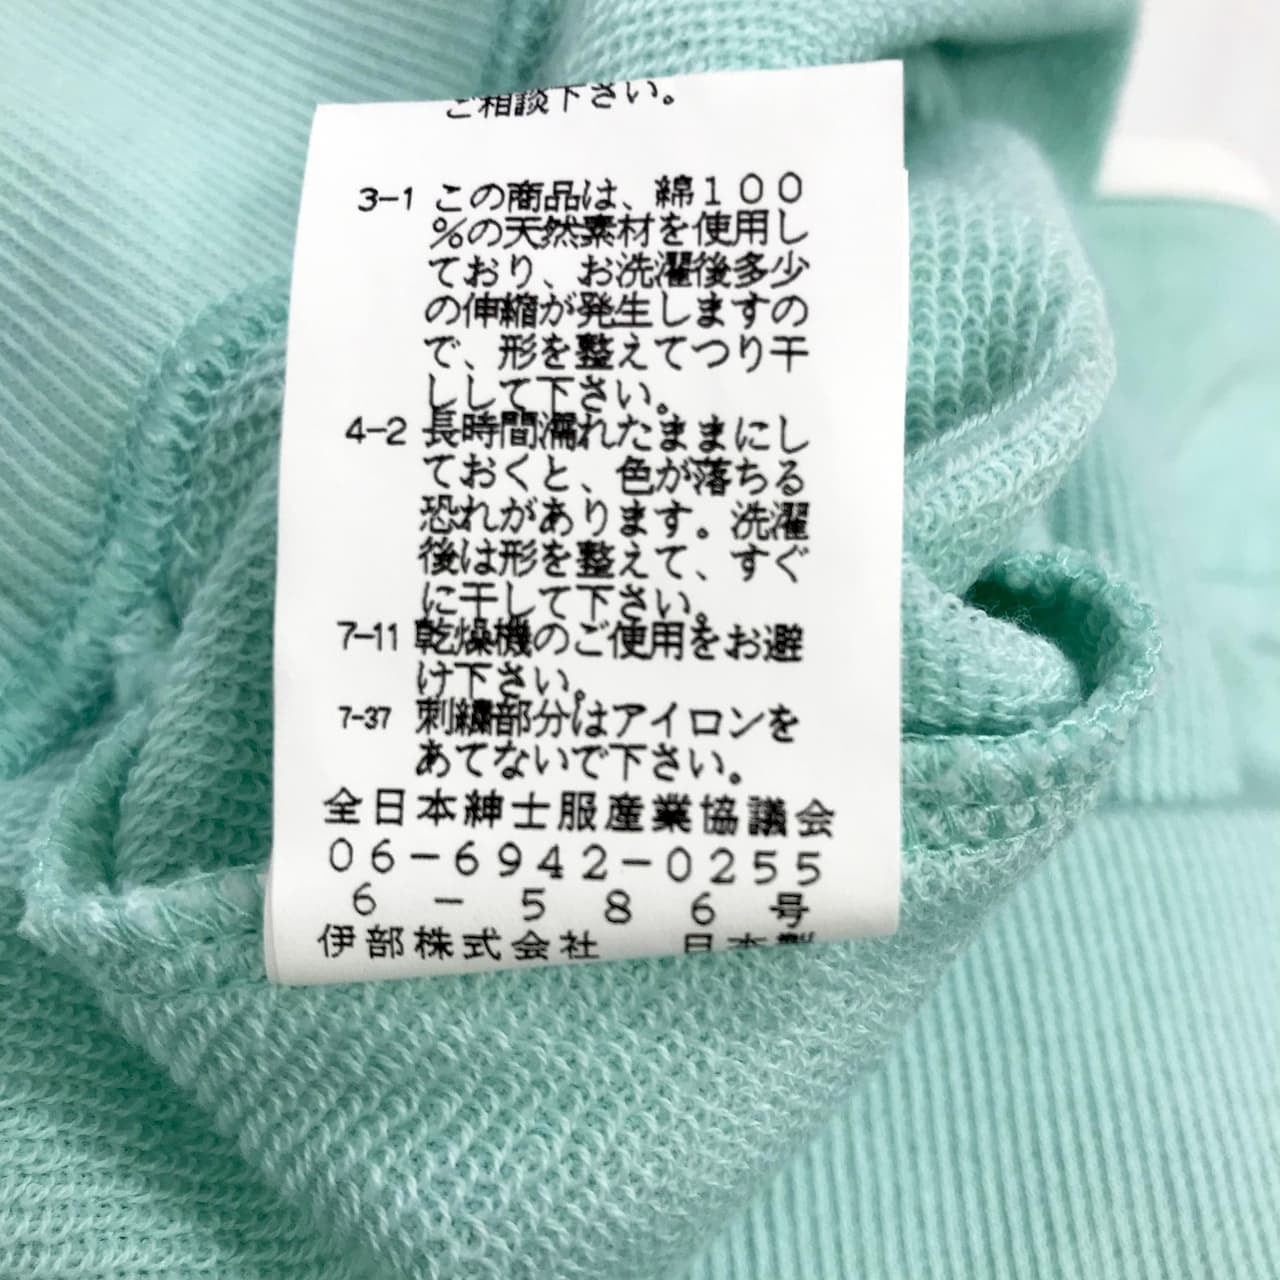 ご相談下さい。
3-1 この商品は、綿100
%の天然素材を使用し
ており、お洗濯後多少
の伸縮が発生しますの
で、形を整えてつり干
しして下さい。
4-2 長時間濡れたままにし
ておくと、色が落ちる
恐れがあります。洗濯
後は形を整えて、すぐ
に干して下さい。
7-11 乾燥機のご使用をお避
け下さい。
7-37 刺繍部分はアイロンを
あてないで下さい。
全日本紳士服産業協議会
06-6942-0255
6-586号
伊部株式会社 日本製